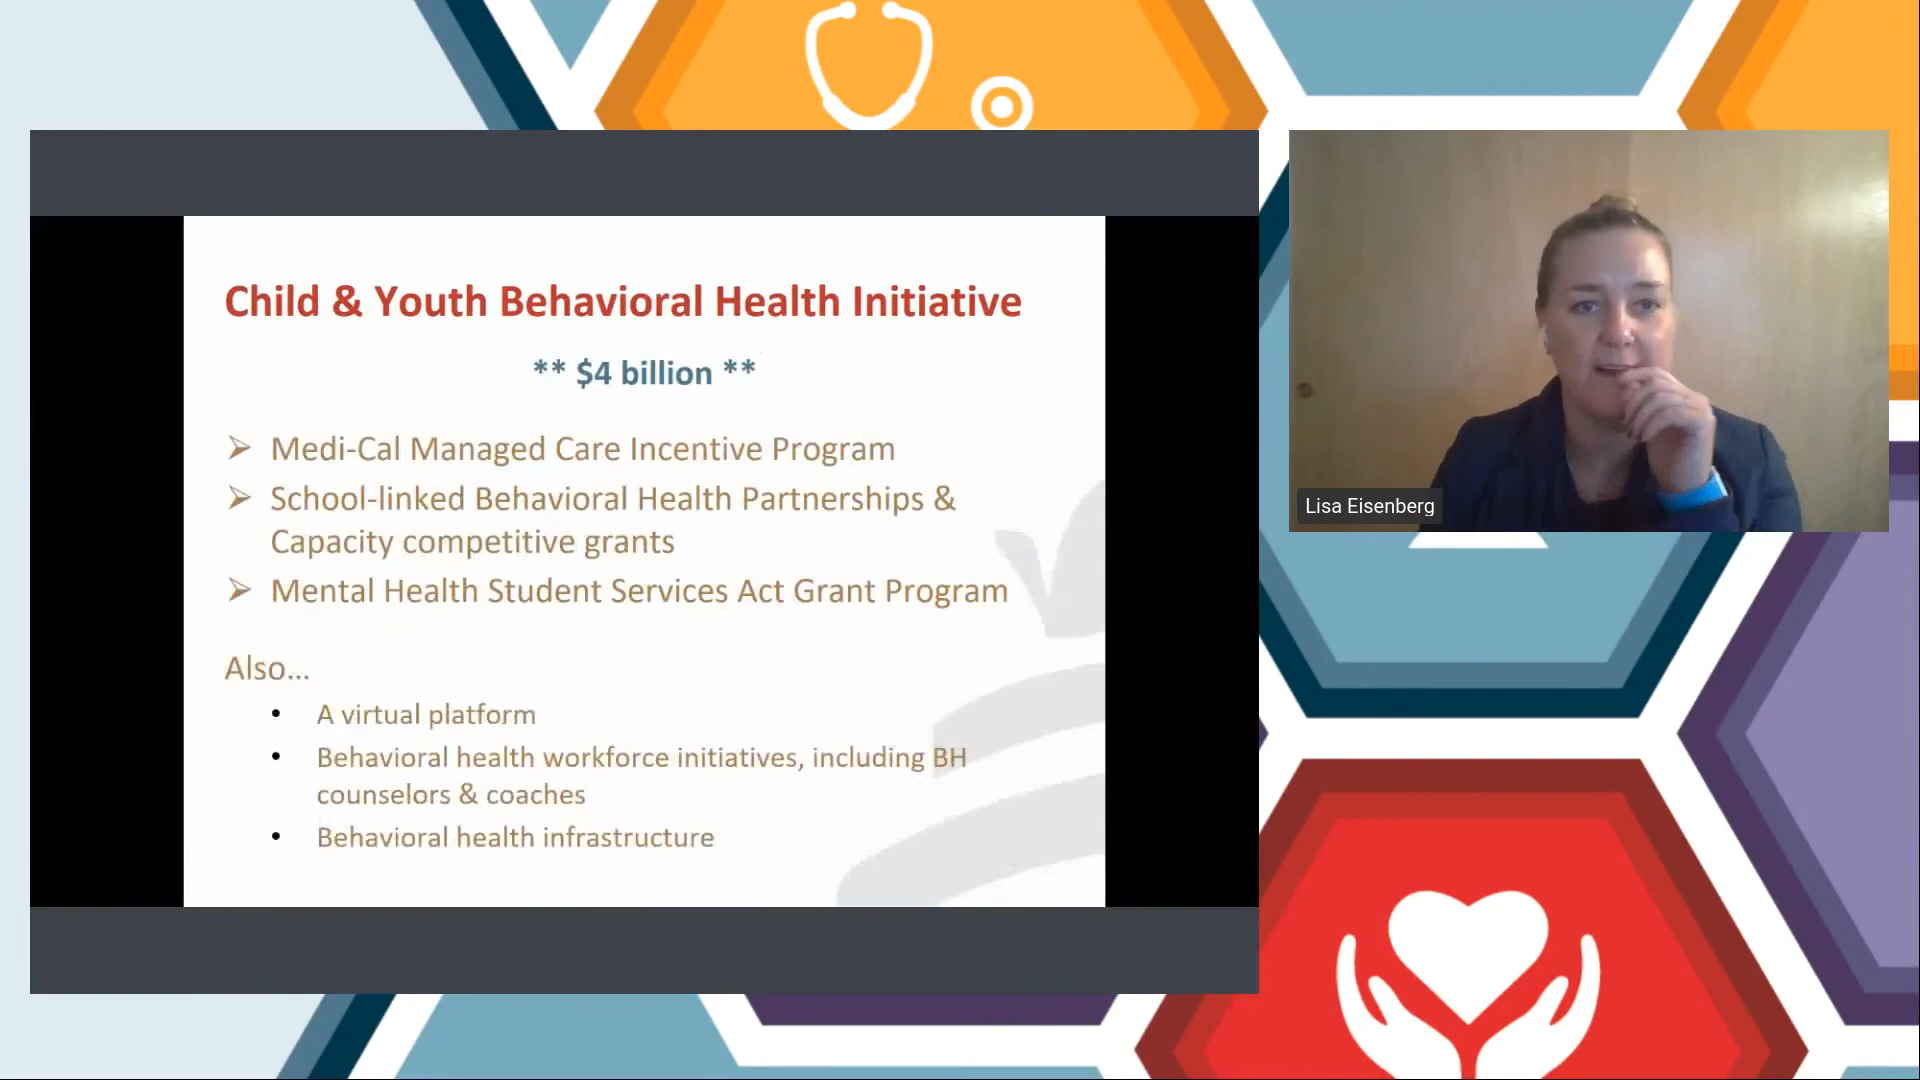 Child & Youth Behavioral Health Initiative
** $4 billion **
➢ Medi-Cal Managed Care Incentive Program
➢ School-linked Behavioral Health Partnerships &
Capacity competitive grants
➢ Mental Health Student Services Act Grant Program
Also...
• A virtual platform
• Behavioral health workforce initiatives, including BH
counselors & coaches
• Behavioral health infrastructure
Lisa Eisenberg